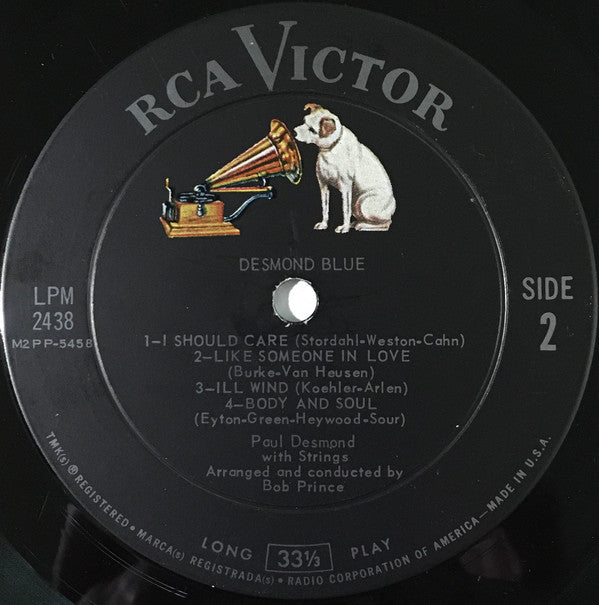 RCA VICTOR
DESMOND BLUE
LPM
2438
M2PP-5458
SIDE
2
1-I SHOULD CARE (Stordahl-Weston-Cahn)
2-LIKE SOMEONE IN LOVE
(Burke-Van Heusen)
3-ILL WIND (Koehler-Arlen)
4-BODY AND SOUL
(Eyton-Green-Heywood-Sour)
Paul Desmond
with Strings
Arranged and conducted by
Bob Prince
LONG 33⅓ PLAY
TMK(s) ® REGISTERED • MARCA(s) REGISTRADA(s) • RADIO CORPORATION OF AMERICA-MADE IN U.S.A.